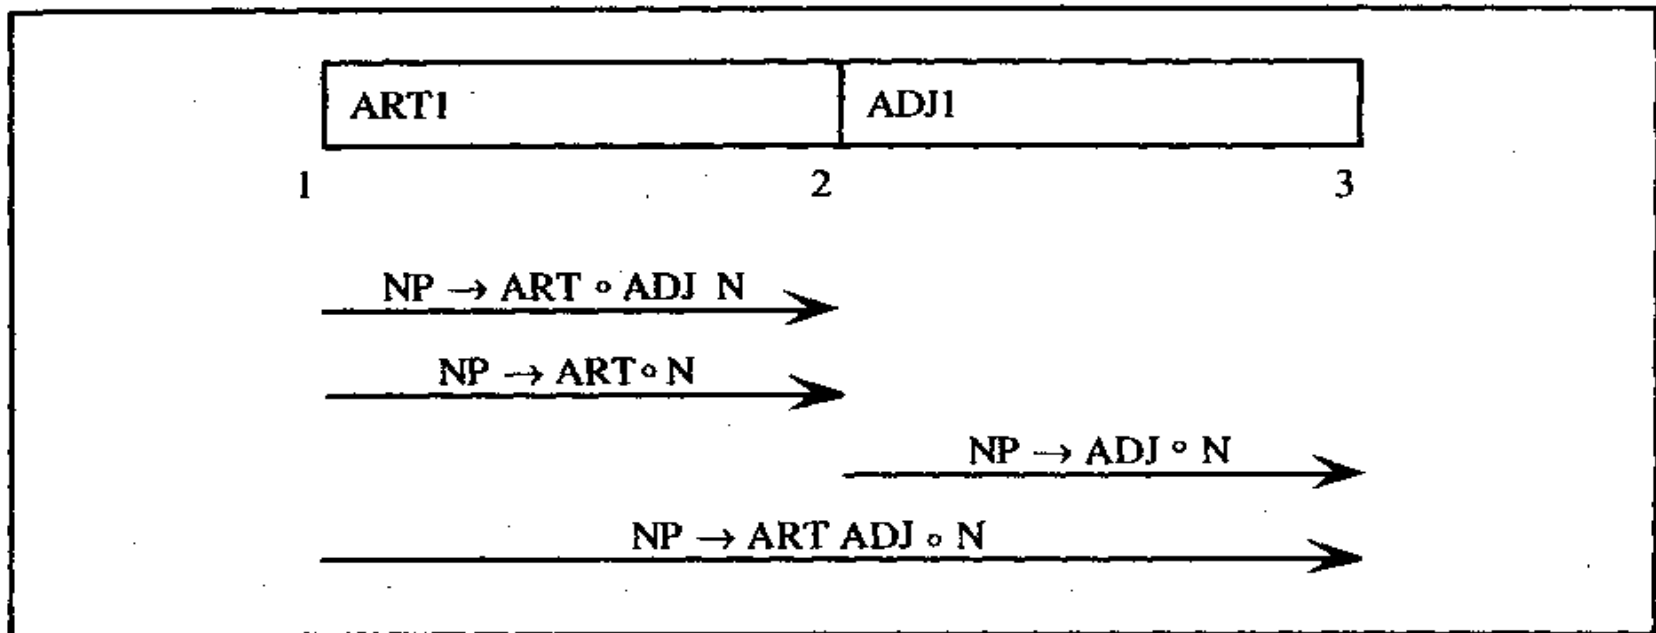 ART1 ADJ1
1 2 3
NP → ART ∘ ADJ N
NP → ART ∘ N
NP → ADJ ∘ N
NP → ART ADJ ∘ N